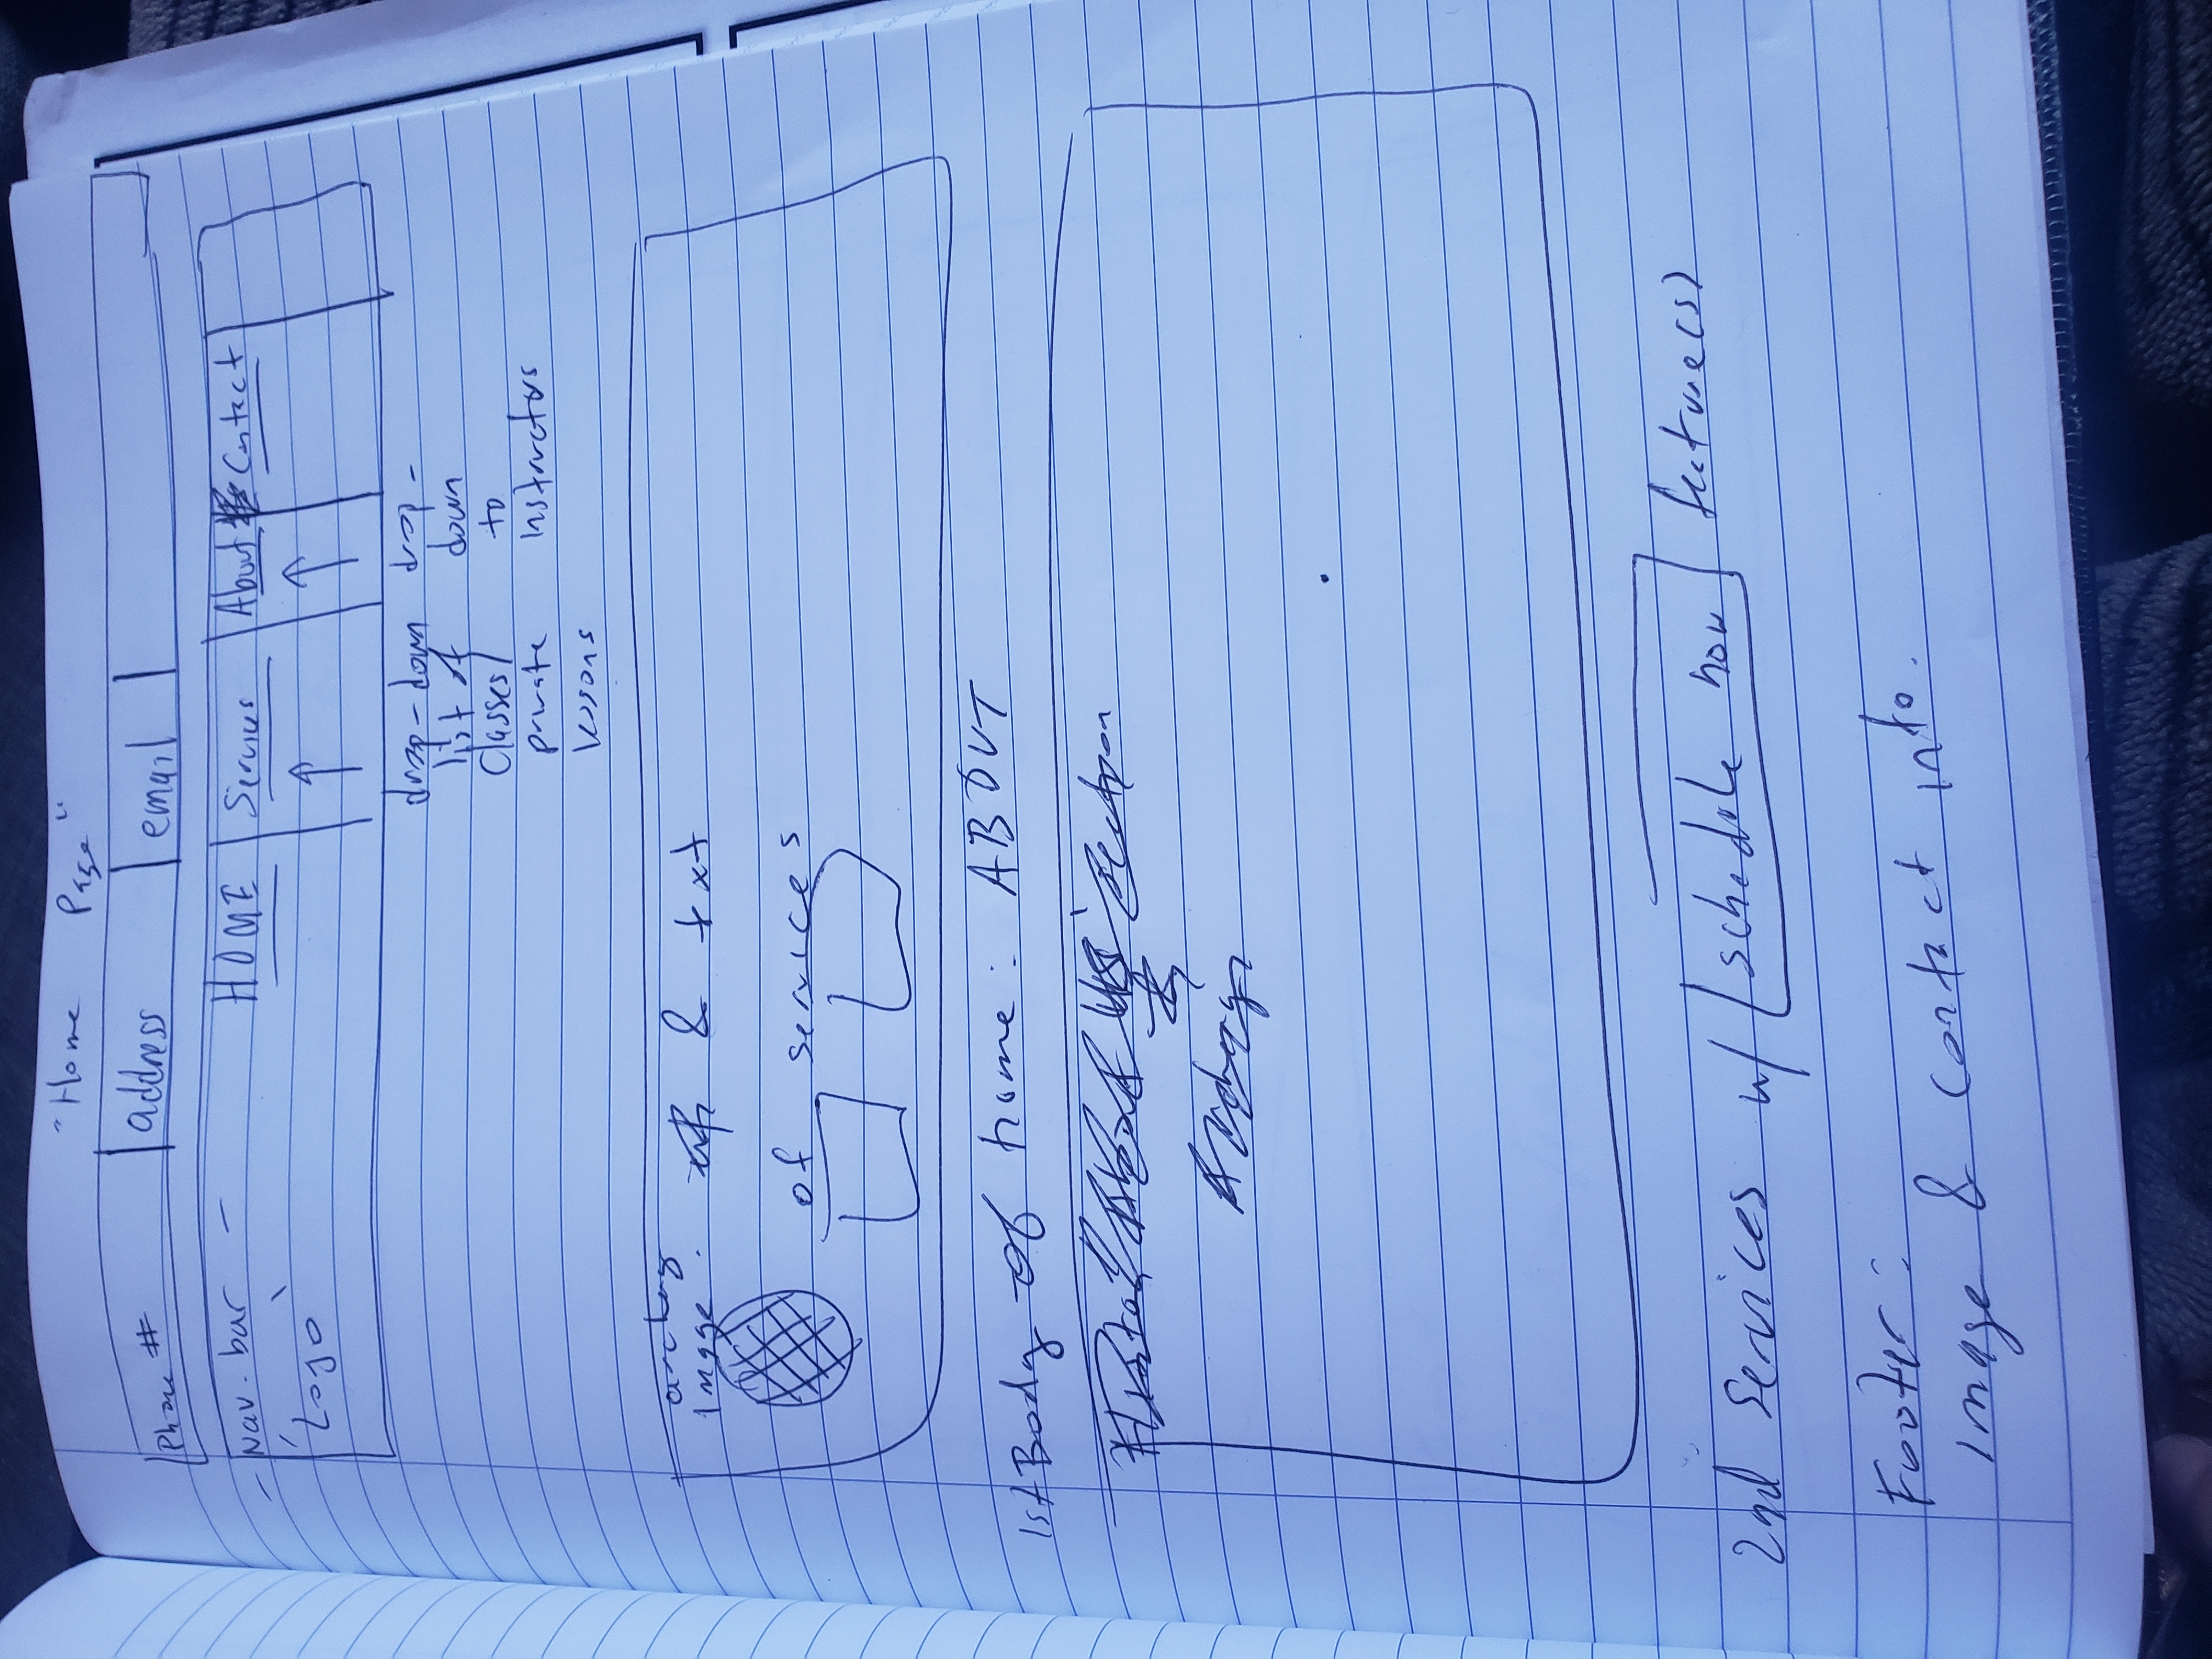 "Home Page"
Phone # address email
Nav. bar - HOME Services About Contact
'Logo'
drop-down drop-
list of down
classes/ to
private instructors
lessons
archery
image & txt
of services
1st Body of home: ABOUT
2nd Services w/ schedule now feature(s)
Footer:
image & contact info.